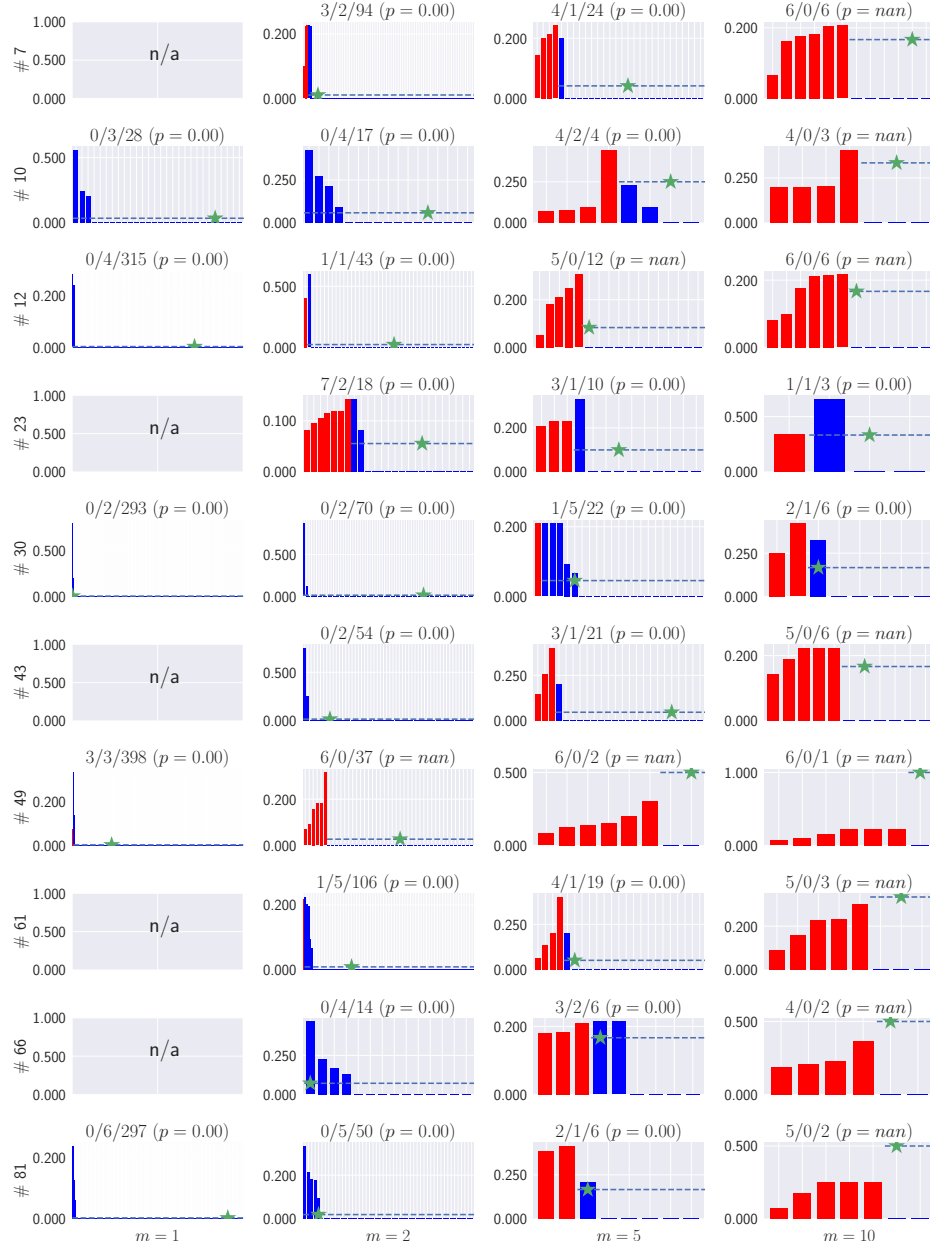 3/2/94 (p = 0.00)
4/1/24 (p = 0.00)
6/0/6 (p = nan)
# 7
1.000
0.500
0.000
n/a
0.200
0.000
0.200
0.000
0.200
0.100
0.000
0/3/28 (p = 0.00)
0/4/17 (p = 0.00)
4/2/4 (p = 0.00)
4/0/3 (p = nan)
# 10
0.500
0.000
0.250
0.000
0.250
0.000
0.250
0.000
0/4/315 (p = 0.00)
1/1/43 (p = 0.00)
5/0/12 (p = nan)
6/0/6 (p = nan)
# 12
0.200
0.000
0.500
0.000
0.200
0.000
0.200
0.100
0.000
7/2/18 (p = 0.00)
3/1/10 (p = 0.00)
1/1/3 (p = 0.00)
# 23
1.000
0.500
0.000
n/a
0.100
0.000
0.200
0.000
0.500
0.000
0/2/293 (p = 0.00)
0/2/70 (p = 0.00)
1/5/22 (p = 0.00)
2/1/6 (p = 0.00)
# 30
0.500
0.000
0.500
0.000
0.200
0.000
0.250
0.000
0/2/54 (p = 0.00)
3/1/21 (p = 0.00)
5/0/6 (p = nan)
# 43
1.000
0.500
0.000
n/a
0.500
0.000
0.250
0.000
0.200
0.000
3/3/398 (p = 0.00)
6/0/37 (p = nan)
6/0/2 (p = nan)
6/0/1 (p = nan)
# 49
0.200
0.000
0.200
0.000
0.500
0.250
0.000
1.000
0.500
0.000
1/5/106 (p = 0.00)
4/1/19 (p = 0.00)
5/0/3 (p = nan)
# 61
1.000
0.500
0.000
n/a
0.200
0.000
0.250
0.000
0.250
0.000
0/4/14 (p = 0.00)
3/2/6 (p = 0.00)
4/0/2 (p = nan)
# 66
1.000
0.500
0.000
n/a
0.250
0.000
0.200
0.000
0.500
0.250
0.000
0/6/297 (p = 0.00)
0/5/50 (p = 0.00)
2/1/6 (p = 0.00)
5/0/2 (p = nan)
# 81
0.200
0.000
0.200
0.000
0.250
0.000
0.500
0.250
0.000
m = 1
m = 2
m = 5
m = 10